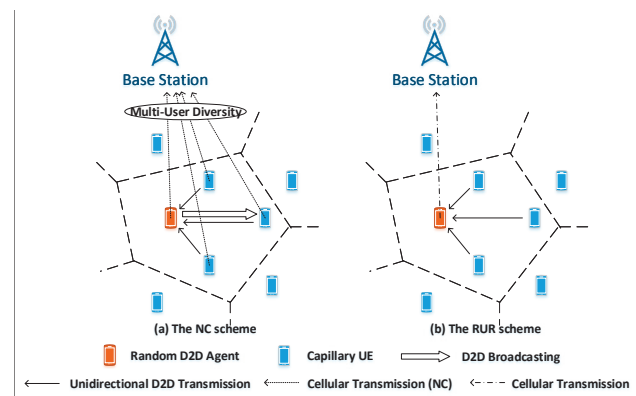 Base Station
Base Station
Multi-User Diversity
(a) The NC scheme
(b) The RUR scheme
Random D2D Agent
Capillary UE
D2D Broadcasting
Unidirectional D2D Transmission
Cellular Transmission (NC)
Cellular Transmission